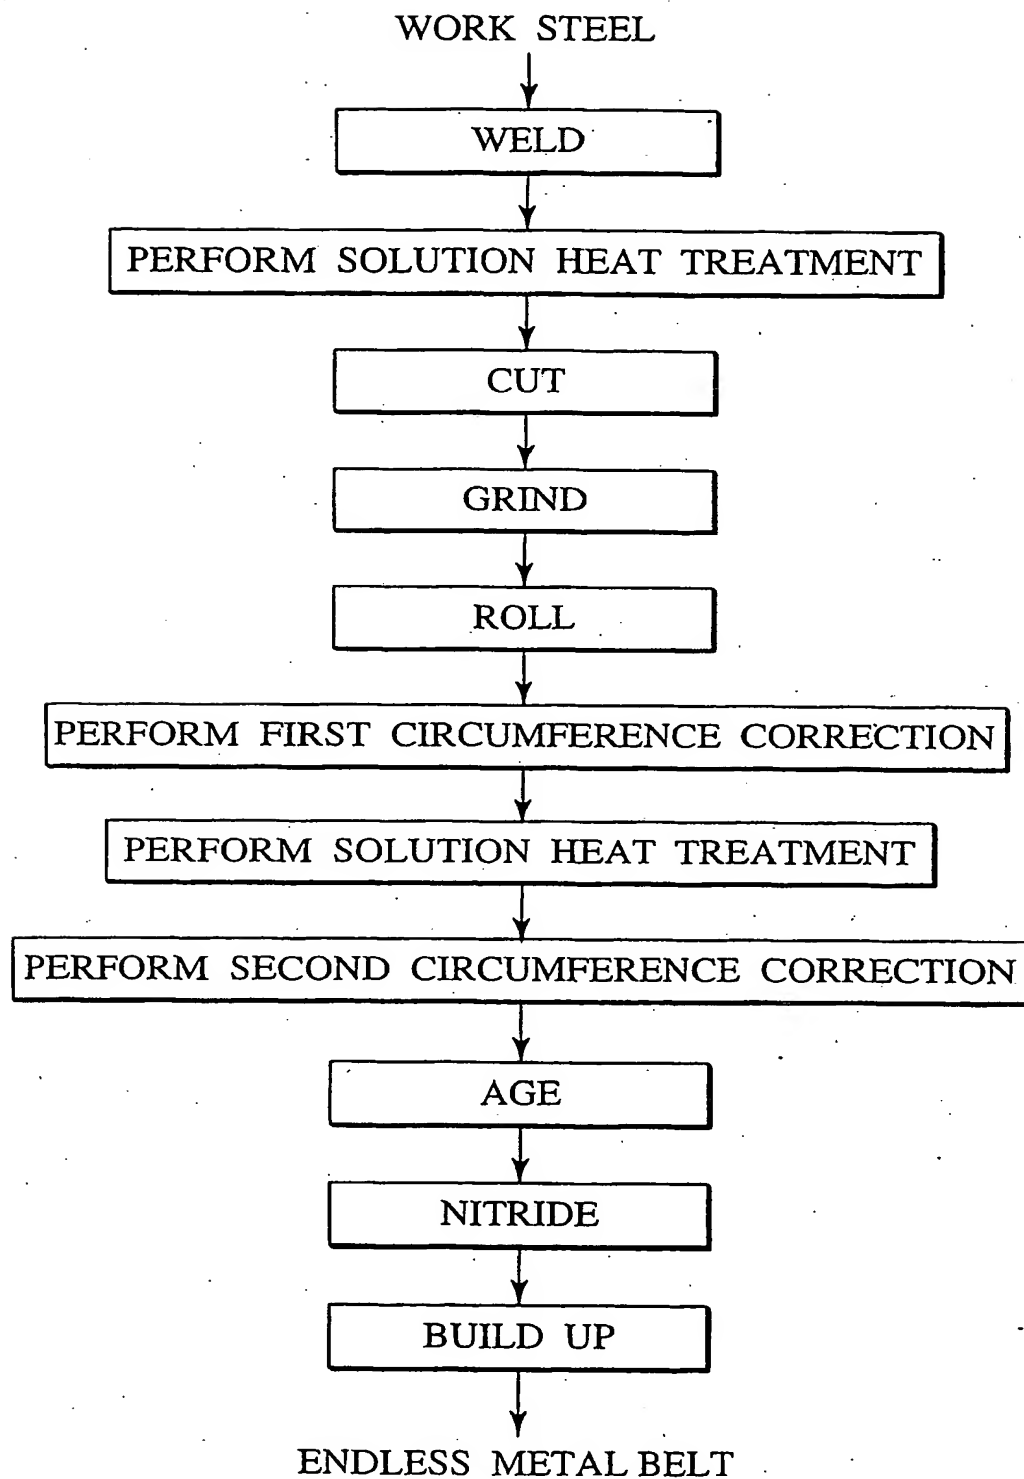 WORK STEEL
WELD
PERFORM SOLUTION HEAT TREATMENT
CUT
GRIND
ROLL
PERFORM FIRST CIRCUMFERENCE CORRECTION
PERFORM SOLUTION HEAT TREATMENT
PERFORM SECOND CIRCUMFERENCE CORRECTION
AGE
NITRIDE
BUILD UP
ENDLESS METAL BELT